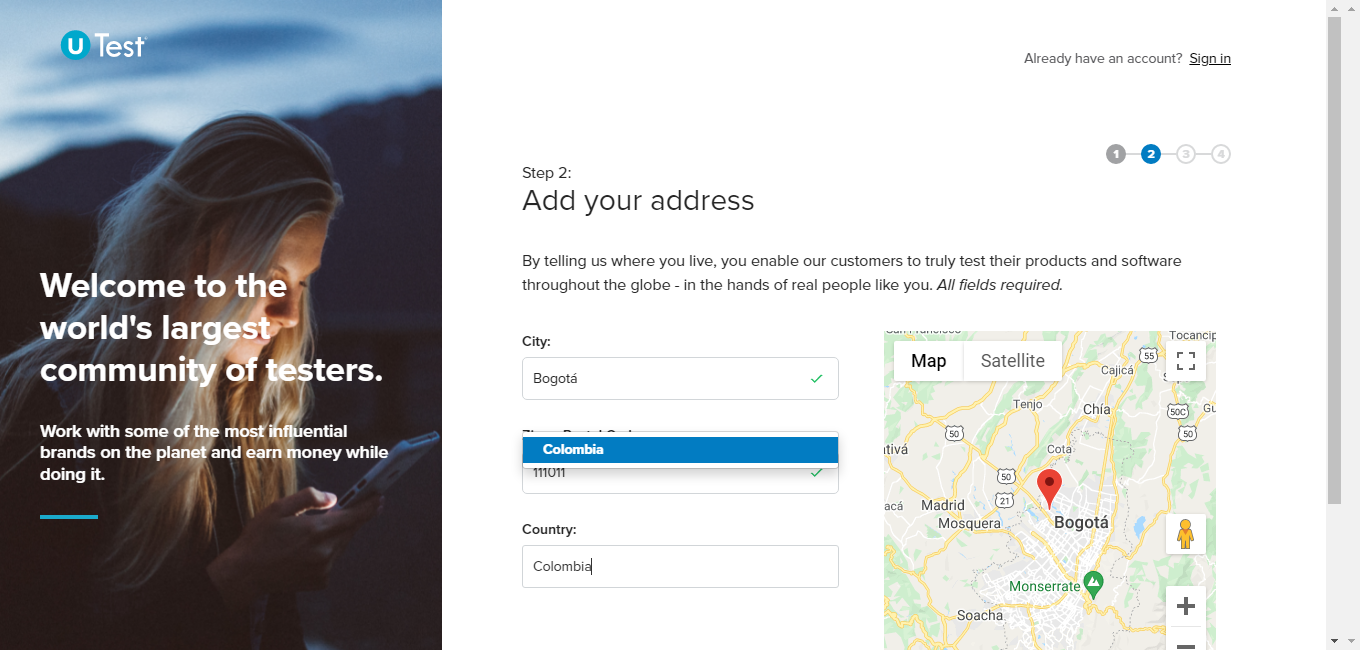 U Test
Already have an account? Sign in
1 2 3 4
Step 2:
Add your address
By telling us where you live, you enable our customers to truly test their products and software
throughout the globe - in the hands of real people like you. All fields required.
Welcome to the
world's largest
community of testers.
Work with some of the most influential
brands on the planet and earn money while
doing it.
City:
Bogotá
Colombia
111011
Country:
Colombia
San Francisco
Tocancip
Map Satellite
55
Cajicá
Tenjo
Chía
50C
Gu
50
50
ativá
Cota
50
21
acá
Madrid
Mosquera
Bogotá
Monserrate
Soacha